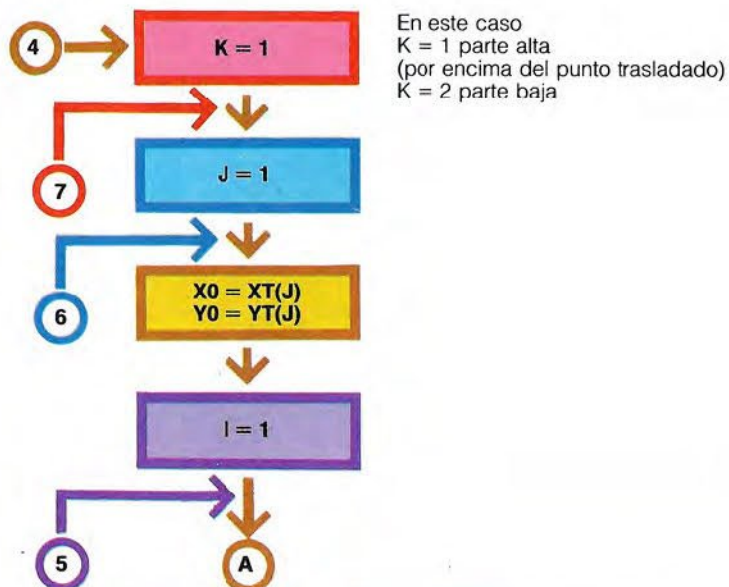 4
K = 1
En este caso
K = 1 parte alta
(por encima del punto trasladado)
K = 2 parte baja
7
J = 1
6
X0 = XT(J)
Y0 = YT(J)
I = 1
5
A